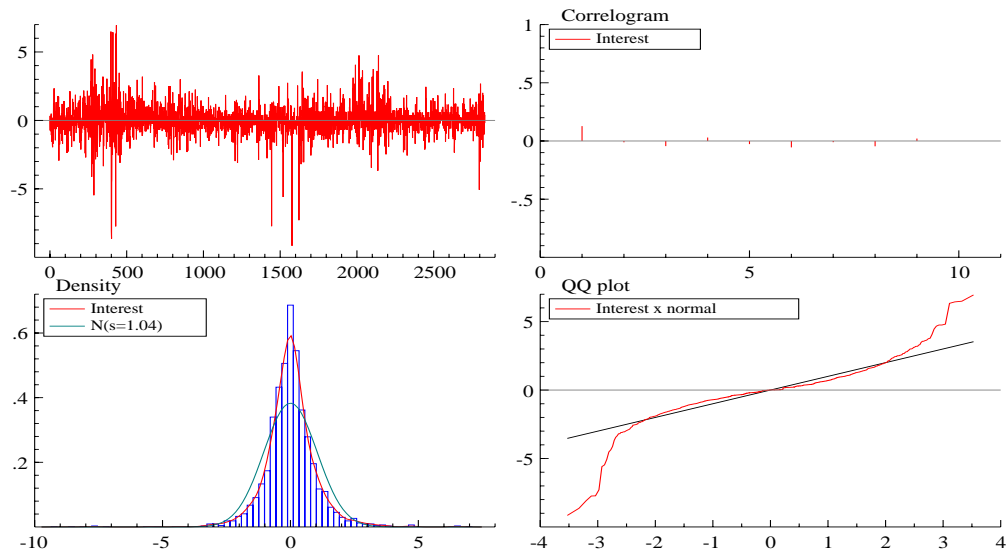 5
0
-5
0 500 1000 1500 2000 2500
Correlogram
Interest
1
.5
0
-.5
0 5 10
Density
Interest
N(s=1.04)
.6
.4
.2
-10 -5 0 5
QQ plot
Interest x normal
5
0
-5
-4 -3 -2 -1 0 1 2 3 4